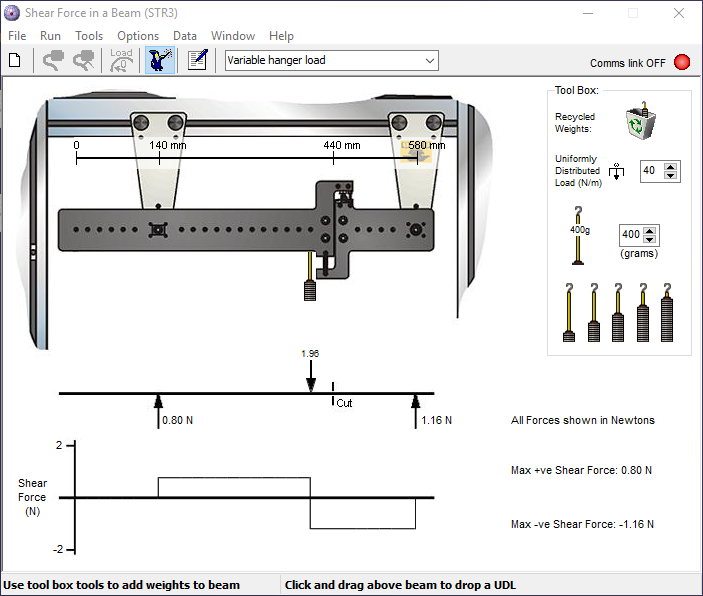 Shear Force in a Beam (STR3)
File Run Tools Options Data Window Help
Load
Variable hanger load
Comms link OFF
Tool Box:
Recycled
Weights:
Uniformly
Distributed
Load (N/m)
40
400g
400
(grams)
0 140 mm 440 mm 580 mm
1.96
Cut
0.80 N
1.16 N
All Forces shown in Newtons
2
Shear
Force
(N)
0
-2
Max +ve Shear Force: 0.80 N
Max -ve Shear Force: -1.16 N
Use tool box tools to add weights to beam
Click and drag above beam to drop a UDL